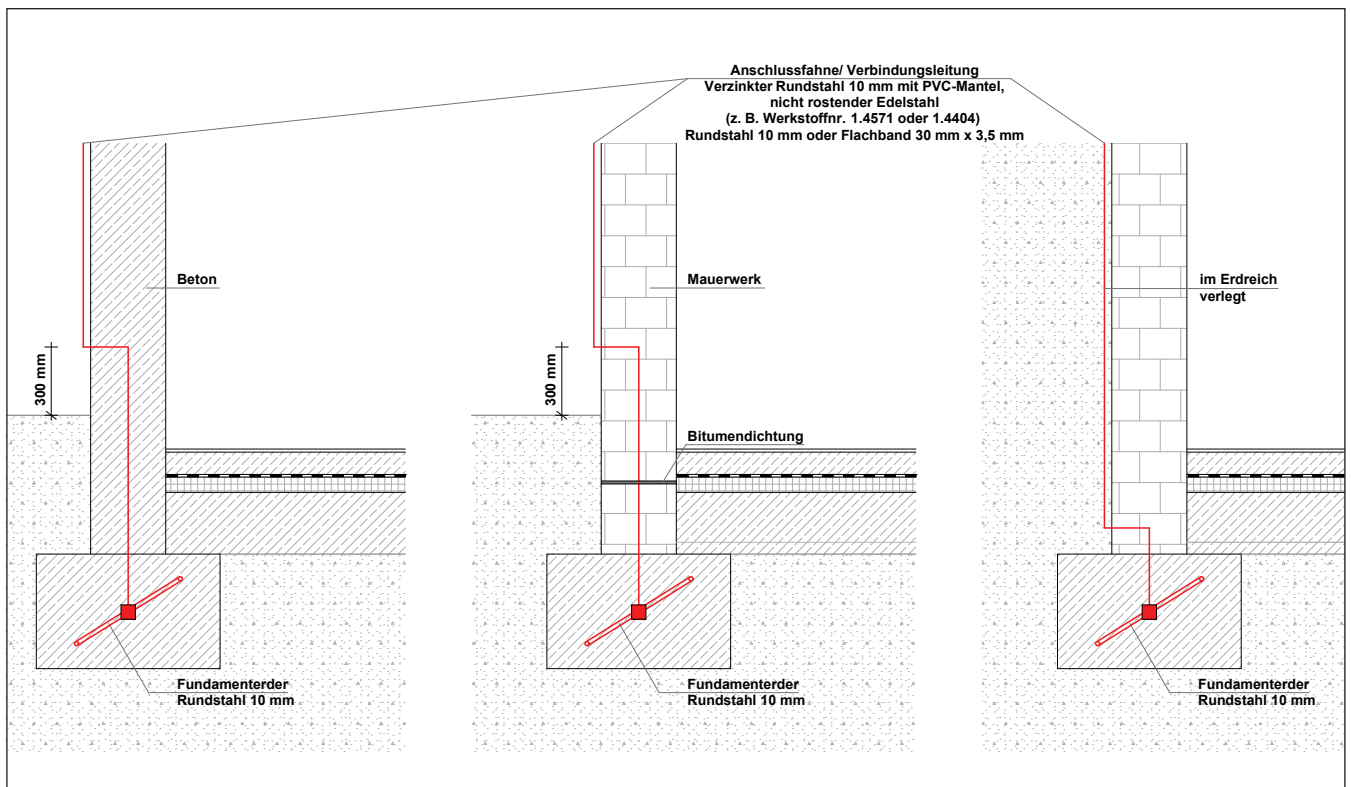 Anschlussfahne/ Verbindungsleitung
Verzinkter Rundstahl 10 mm mit PVC-Mantel,
nicht rostender Edelstahl
(z. B. Werkstoffnr. 1.4571 oder 1.4404)
Rundstahl 10 mm oder Flachband 30 mm x 3,5 mm
Beton
Mauerwerk
im Erdreich
verlegt
300 mm
300 mm
Bitumendichtung
Fundamenterder
Rundstahl 10 mm
Fundamenterder
Rundstahl 10 mm
Fundamenterder
Rundstahl 10 mm